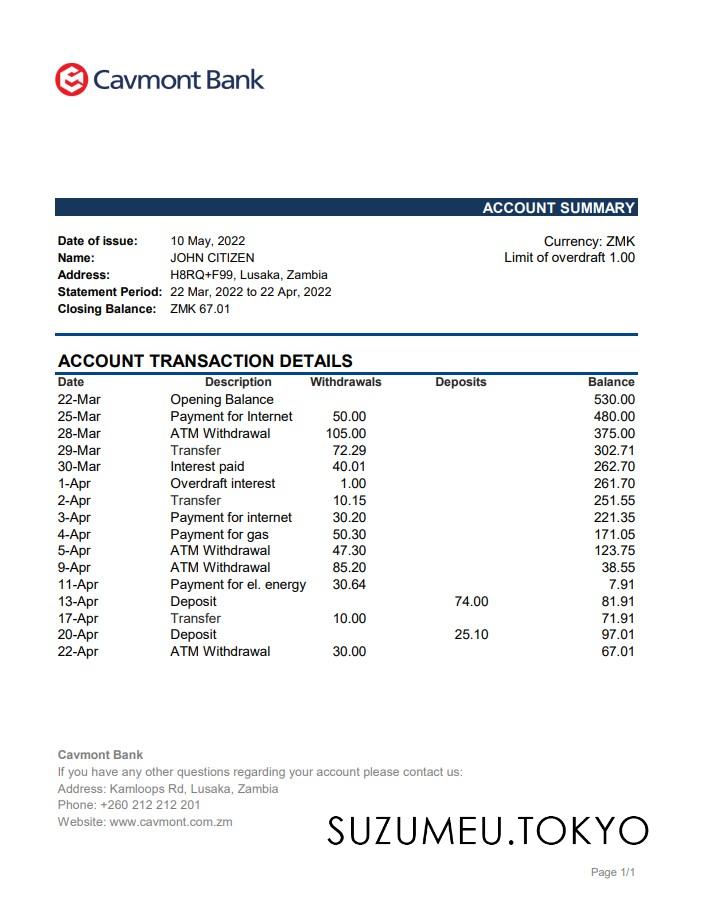 Cavmont Bank
ACCOUNT SUMMARY
Date of issue: 10 May, 2022 Currency: ZMK
Name: JOHN CITIZEN Limit of overdraft 1.00
Address: H8RQ+F99, Lusaka, Zambia
Statement Period: 22 Mar, 2022 to 22 Apr, 2022
Closing Balance: ZMK 67.01
ACCOUNT TRANSACTION DETAILS
Date Description Withdrawals Deposits Balance
22-Mar Opening Balance 530.00
25-Mar Payment for Internet 50.00 480.00
28-Mar ATM Withdrawal 105.00 375.00
29-Mar Transfer 72.29 302.71
30-Mar Interest paid 40.01 262.70
1-Apr Overdraft interest 1.00 261.70
2-Apr Transfer 10.15 251.55
3-Apr Payment for internet 30.20 221.35
4-Apr Payment for gas 50.30 171.05
5-Apr ATM Withdrawal 47.30 123.75
9-Apr ATM Withdrawal 85.20 38.55
11-Apr Payment for el. energy 30.64 7.91
13-Apr Deposit 74.00 81.91
17-Apr Transfer 10.00 71.91
20-Apr Deposit 25.10 97.01
22-Apr ATM Withdrawal 30.00 67.01
Cavmont Bank
If you have any other questions regarding your account please contact us:
Address: Kamloops Rd, Lusaka, Zambia
Phone: +260 212 212 201
Website: www.cavmont.com.zm
SUZUMEU.TOKYO
Page 1/1